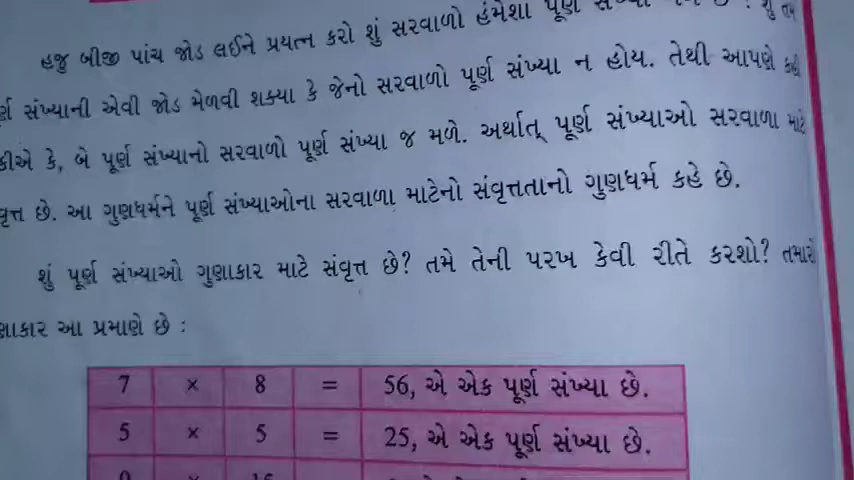 હજુ બીજી પાંચ જોડ લઈને પ્રયત્ન કરો શું સરવાળો હંમેશા પૂર્ણ
સંખ્યાની એવી જોડ મેળવી શક્યા કે જેનો સરવાળો પૂર્ણ સંખ્યા ન હોય. તેથી આપણે કહી
કીએ કે, બે પૂર્ણ સંખ્યાનો સરવાળો પૂર્ણ સંખ્યા જ મળે. અર્થાત્ પૂર્ણ સંખ્યાઓ સરવાળા માટે
વૃત્ત છે. આ ગુણધર્મને પૂર્ણ સંખ્યાઓના સરવાળા માટેનો સંવૃત્તતાનો ગુણધર્મ કહે છે.
શું પૂર્ણ સંખ્યાઓ ગુણાકાર માટે સંવૃત્ત છે? તમે તેની પરખ કેવી રીતે કરશો? તમારો
ણાકાર આ પ્રમાણે છે :
7 × 8 = 56, એ એક પૂર્ણ સંખ્યા છે.
5 × 5 = 25, એ એક પૂર્ણ સંખ્યા છે.